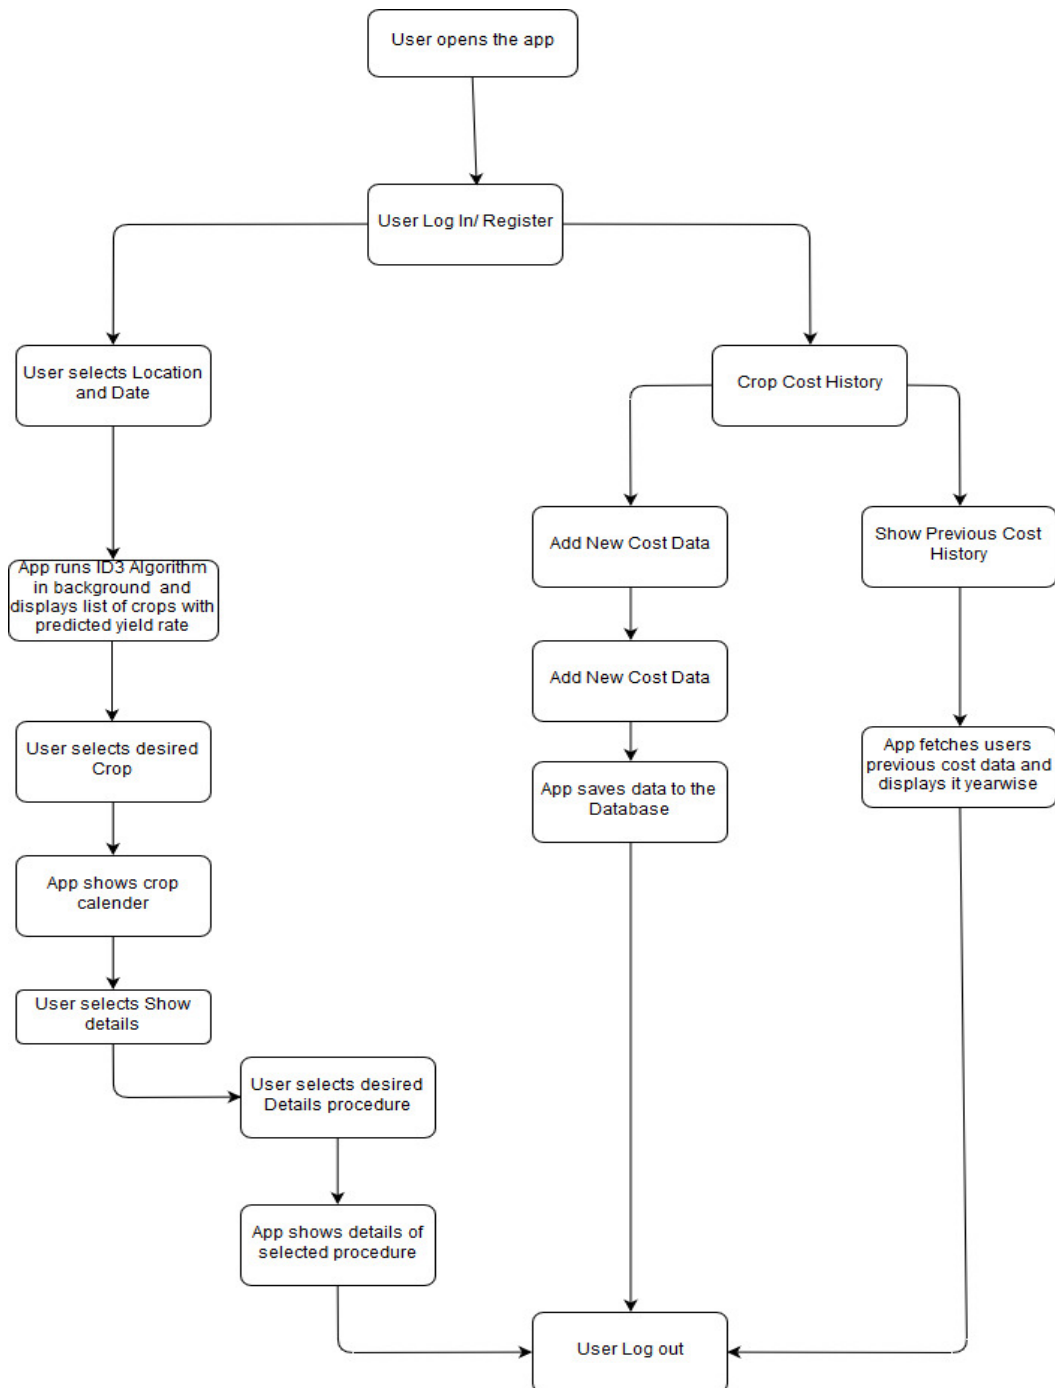 User opens the app
User Log In/ Register
User selects Location
and Date
Crop Cost History
App runs ID3 Algorithm
in background and
displays list of crops with
predicted yield rate
Add New Cost Data
Show Previous Cost
History
Add New Cost Data
User selects desired
Crop
App fetches users
previous cost data and
displays it yearwise
App saves data to the
Database
App shows crop
calender
User selects Show
details
User selects desired
Details procedure
App shows details of
selected procedure
User Log out